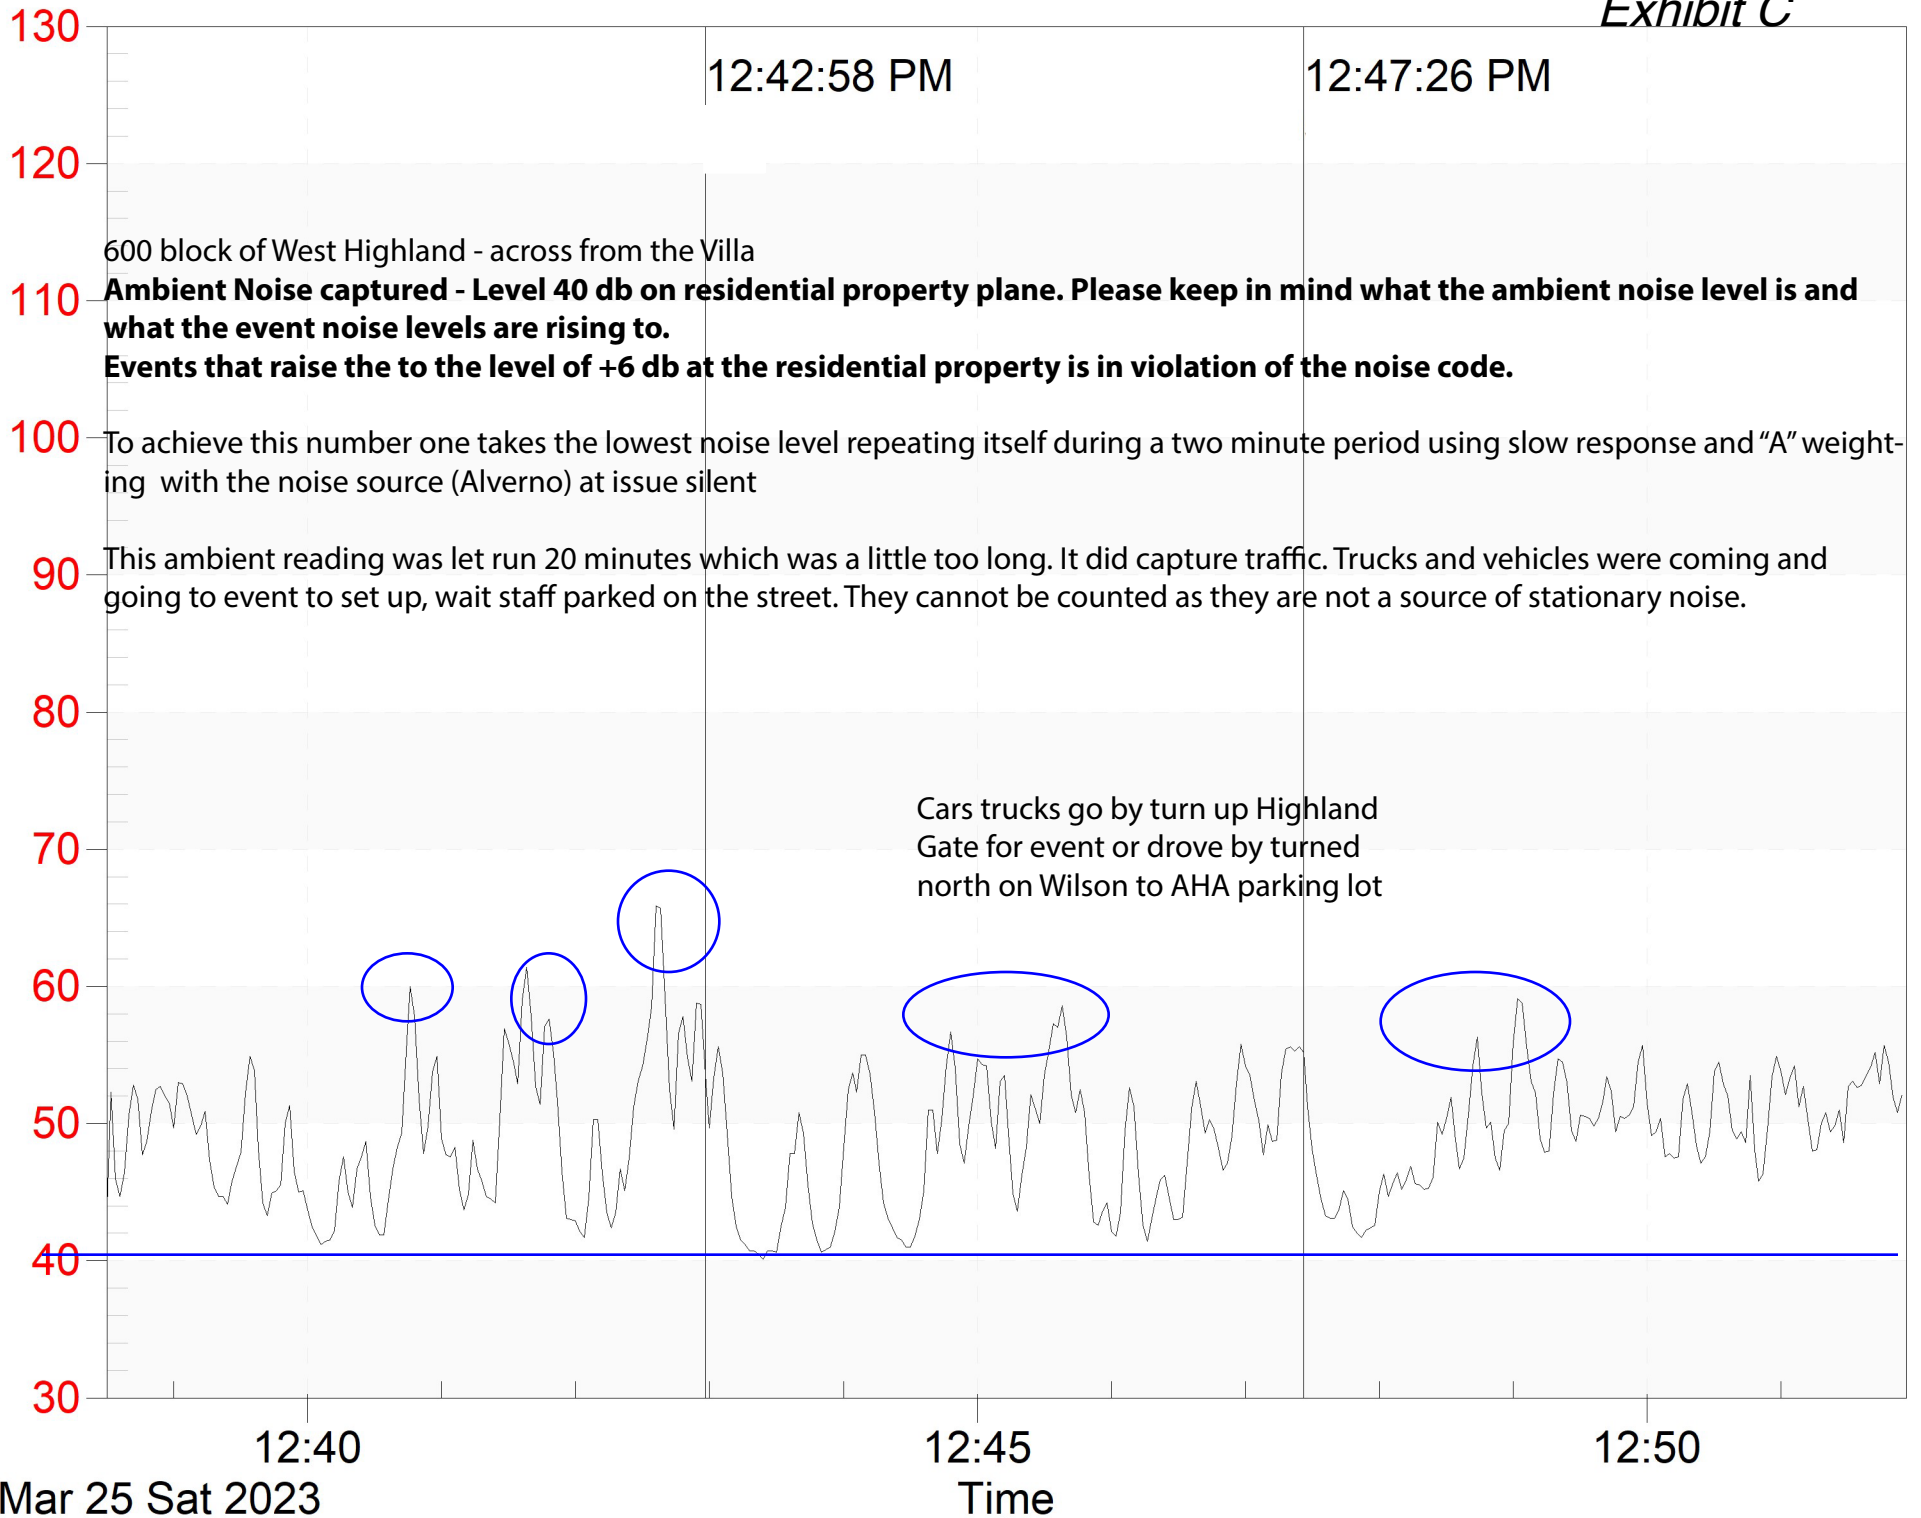 Exhibit C
130
12:42:58 PM
12:47:26 PM
120
600 block of West Highland - across from the Villa
110
Ambient Noise captured - Level 40 db on residential property plane. Please keep in mind what the ambient noise level is and
what the event noise levels are rising to.
Events that raise the to the level of +6 db at the residential property is in violation of the noise code.
100
To achieve this number one takes the lowest noise level repeating itself during a two minute period using slow response and “A” weight-
ing  with the noise source (Alverno) at issue silent
90
This ambient reading was let run 20 minutes which was a little too long. It did capture traffic. Trucks and vehicles were coming and
going to event to set up, wait staff parked on the street. They cannot be counted as they are not a source of stationary noise.
80
Cars trucks go by turn up Highland
70
Gate for event or drove by turned
north on Wilson to AHA parking lot
60
50
40
30
12:40
12:45
12:50
Mar 25 Sat 2023
Time